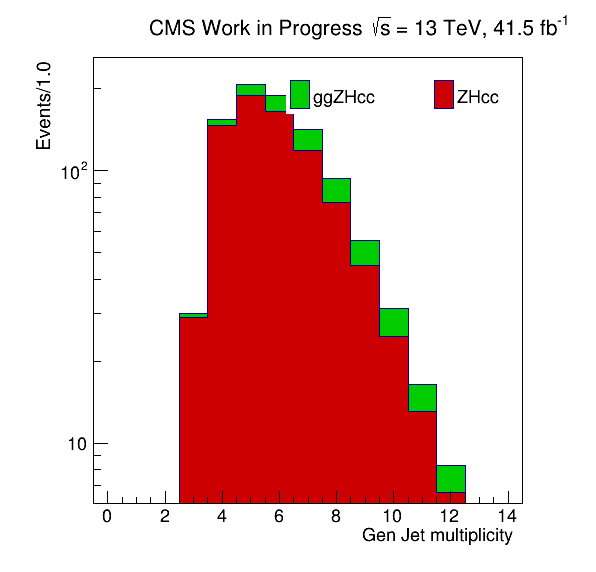 CMS Work in Progress √s = 13 TeV, 41.5 fb⁻¹
Events/1.0
ggZHcc
ZHcc
10²
10
0 2 4 6 8 10 12 14
Gen Jet multiplicity